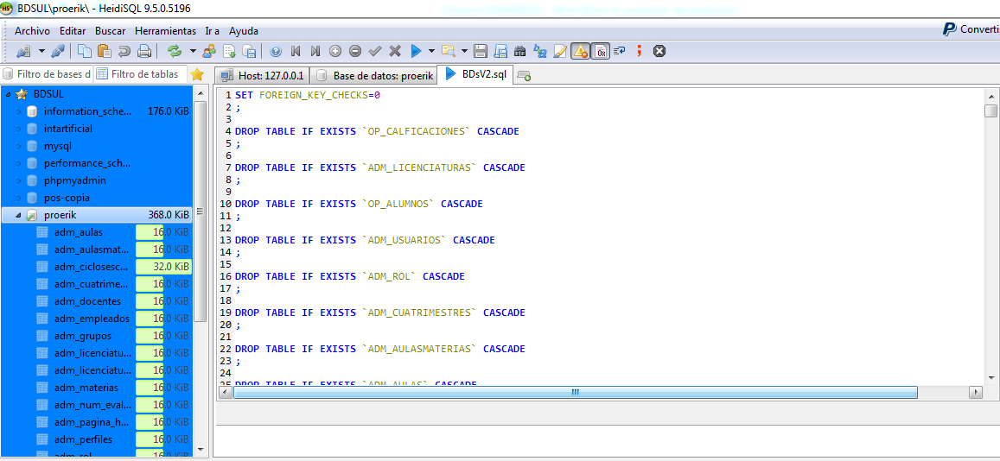 BDSUL\proerik\ - HeidiSQL 9.5.0.5196
Archivo Editar Buscar Herramientas Ir a Ayuda
Converti
Filtro de bases d Filtro de tablas
Host: 127.0.0.1 Base de datos: proerik BDsV2.sql
BDSUL
information_sche... 176.0 KiB
intartificial
mysql
performance_sch...
phpmyadmin
pos-copia
proerik 368.0 KiB
adm_aulas 16.0 KiB
adm_aulasmat... 16.0 KiB
adm_ciclosesc... 32.0 KiB
adm_cuatrime... 16.0 KiB
adm_docentes 16.0 KiB
adm_empleados 16.0 KiB
adm_grupos 16.0 KiB
adm_licenciatu... 16.0 KiB
adm_licenciatu... 16.0 KiB
adm_materias 16.0 KiB
adm_num_eval... 16.0 KiB
adm_pagina_h... 16.0 KiB
adm_perfiles 16.0 KiB
adm_rol 16.0 KiB
1 SET FOREIGN_KEY_CHECKS=0
2 ;
3
4 DROP TABLE IF EXISTS `OP_CALFICACIONES` CASCADE
5 ;
6
7 DROP TABLE IF EXISTS `ADM_LICENCIATURAS` CASCADE
8 ;
9
10 DROP TABLE IF EXISTS `OP_ALUMNOS` CASCADE
11 ;
12
13 DROP TABLE IF EXISTS `ADM_USUARIOS` CASCADE
14 ;
15
16 DROP TABLE IF EXISTS `ADM_ROL` CASCADE
17 ;
18
19 DROP TABLE IF EXISTS `ADM_CUATRIMESTRES` CASCADE
20 ;
21
22 DROP TABLE IF EXISTS `ADM_AULASMATERIAS` CASCADE
23 ;
24
25 DROP TABLE IF EXISTS `ADM_AULAS` CASCADE